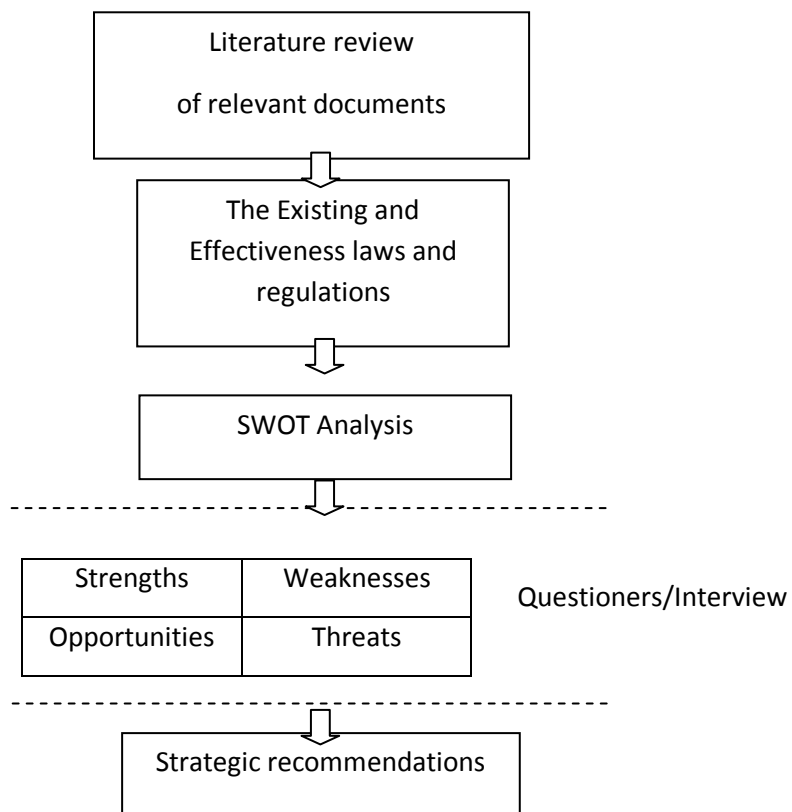 Literature review
of relevant documents
The Existing and
Effectiveness laws and
regulations
SWOT Analysis
Strengths
Weaknesses
Questioners/Interview
Opportunities
Threats
Strategic recommendations